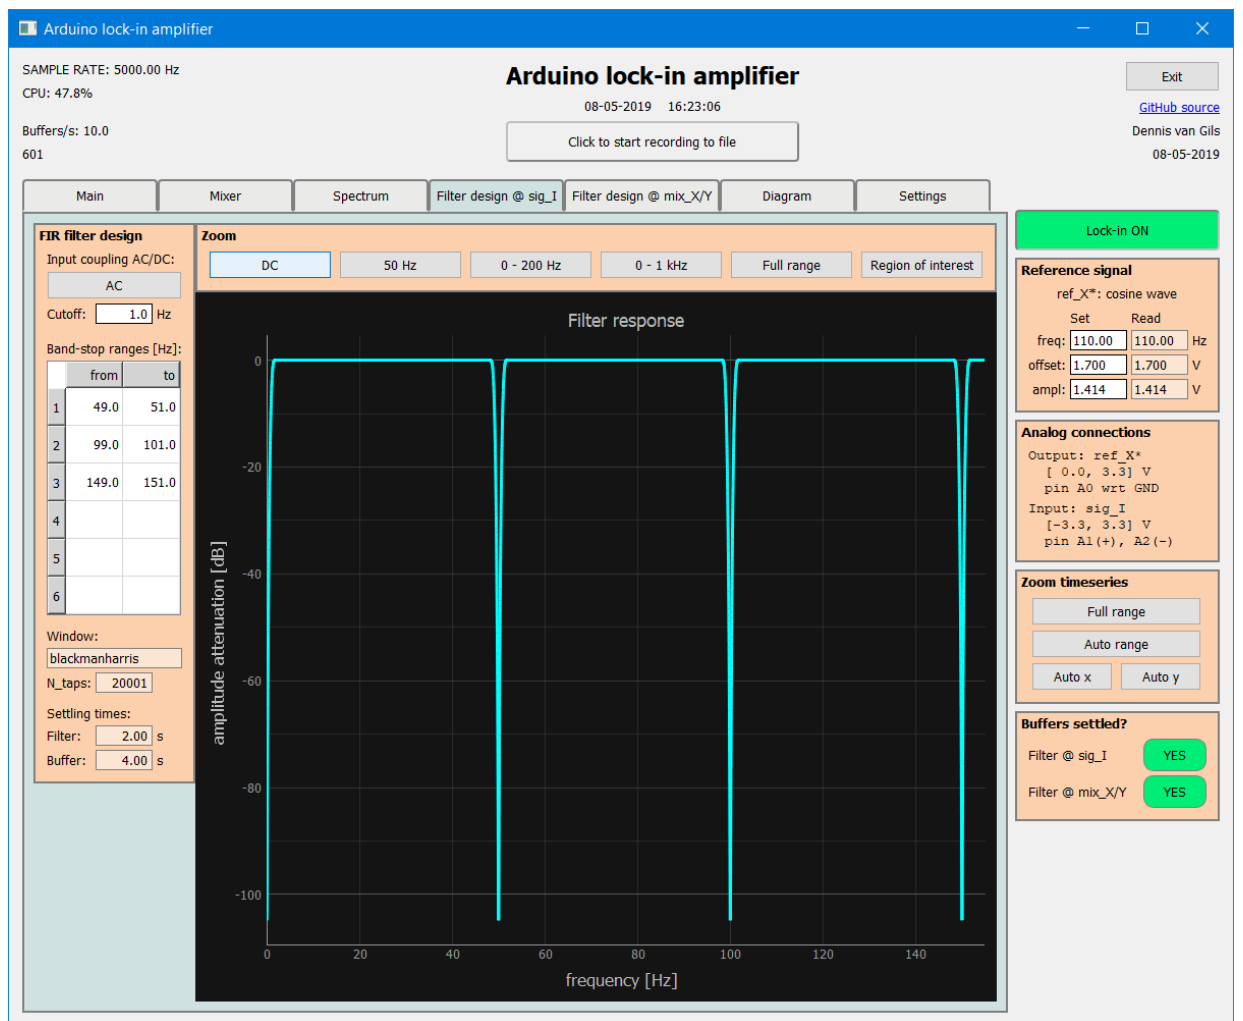 Arduino lock-in amplifier
SAMPLE RATE: 5000.00 Hz
CPU: 47.8%
Buffers/s: 10.0
601
Arduino lock-in amplifier
08-05-2019 16:23:06
Click to start recording to file
Exit
GitHub source
Dennis van Gils
08-05-2019
Main Mixer Spectrum Filter design @ sig_I Filter design @ mix_X/Y Diagram Settings
FIR filter design
Input coupling AC/DC:
AC
Cutoff: 1.0 Hz
Band-stop ranges [Hz]:
from to
1 49.0 51.0
2 99.0 101.0
3 149.0 151.0
4
5
6
Window:
blackmanharris
N_taps: 20001
Settling times:
Filter: 2.00 s
Buffer: 4.00 s
Zoom
DC 50 Hz 0 - 200 Hz 0 - 1 kHz Full range Region of interest
Filter response
0
-20
-40
-60
-80
-100
amplitude attenuation [dB]
0 20 40 60 80 100 120 140
frequency [Hz]
Lock-in ON
Reference signal
ref_X*: cosine wave
Set Read
freq: 110.00 110.00 Hz
offset: 1.700 1.700 V
ampl: 1.414 1.414 V
Analog connections
Output: ref_X*
[ 0.0, 3.3] V
pin A0 wrt GND
Input: sig_I
[-3.3, 3.3] V
pin A1(+), A2(-)
Zoom timeseries
Full range
Auto range
Auto x Auto y
Buffers settled?
Filter @ sig_I YES
Filter @ mix_X/Y YES